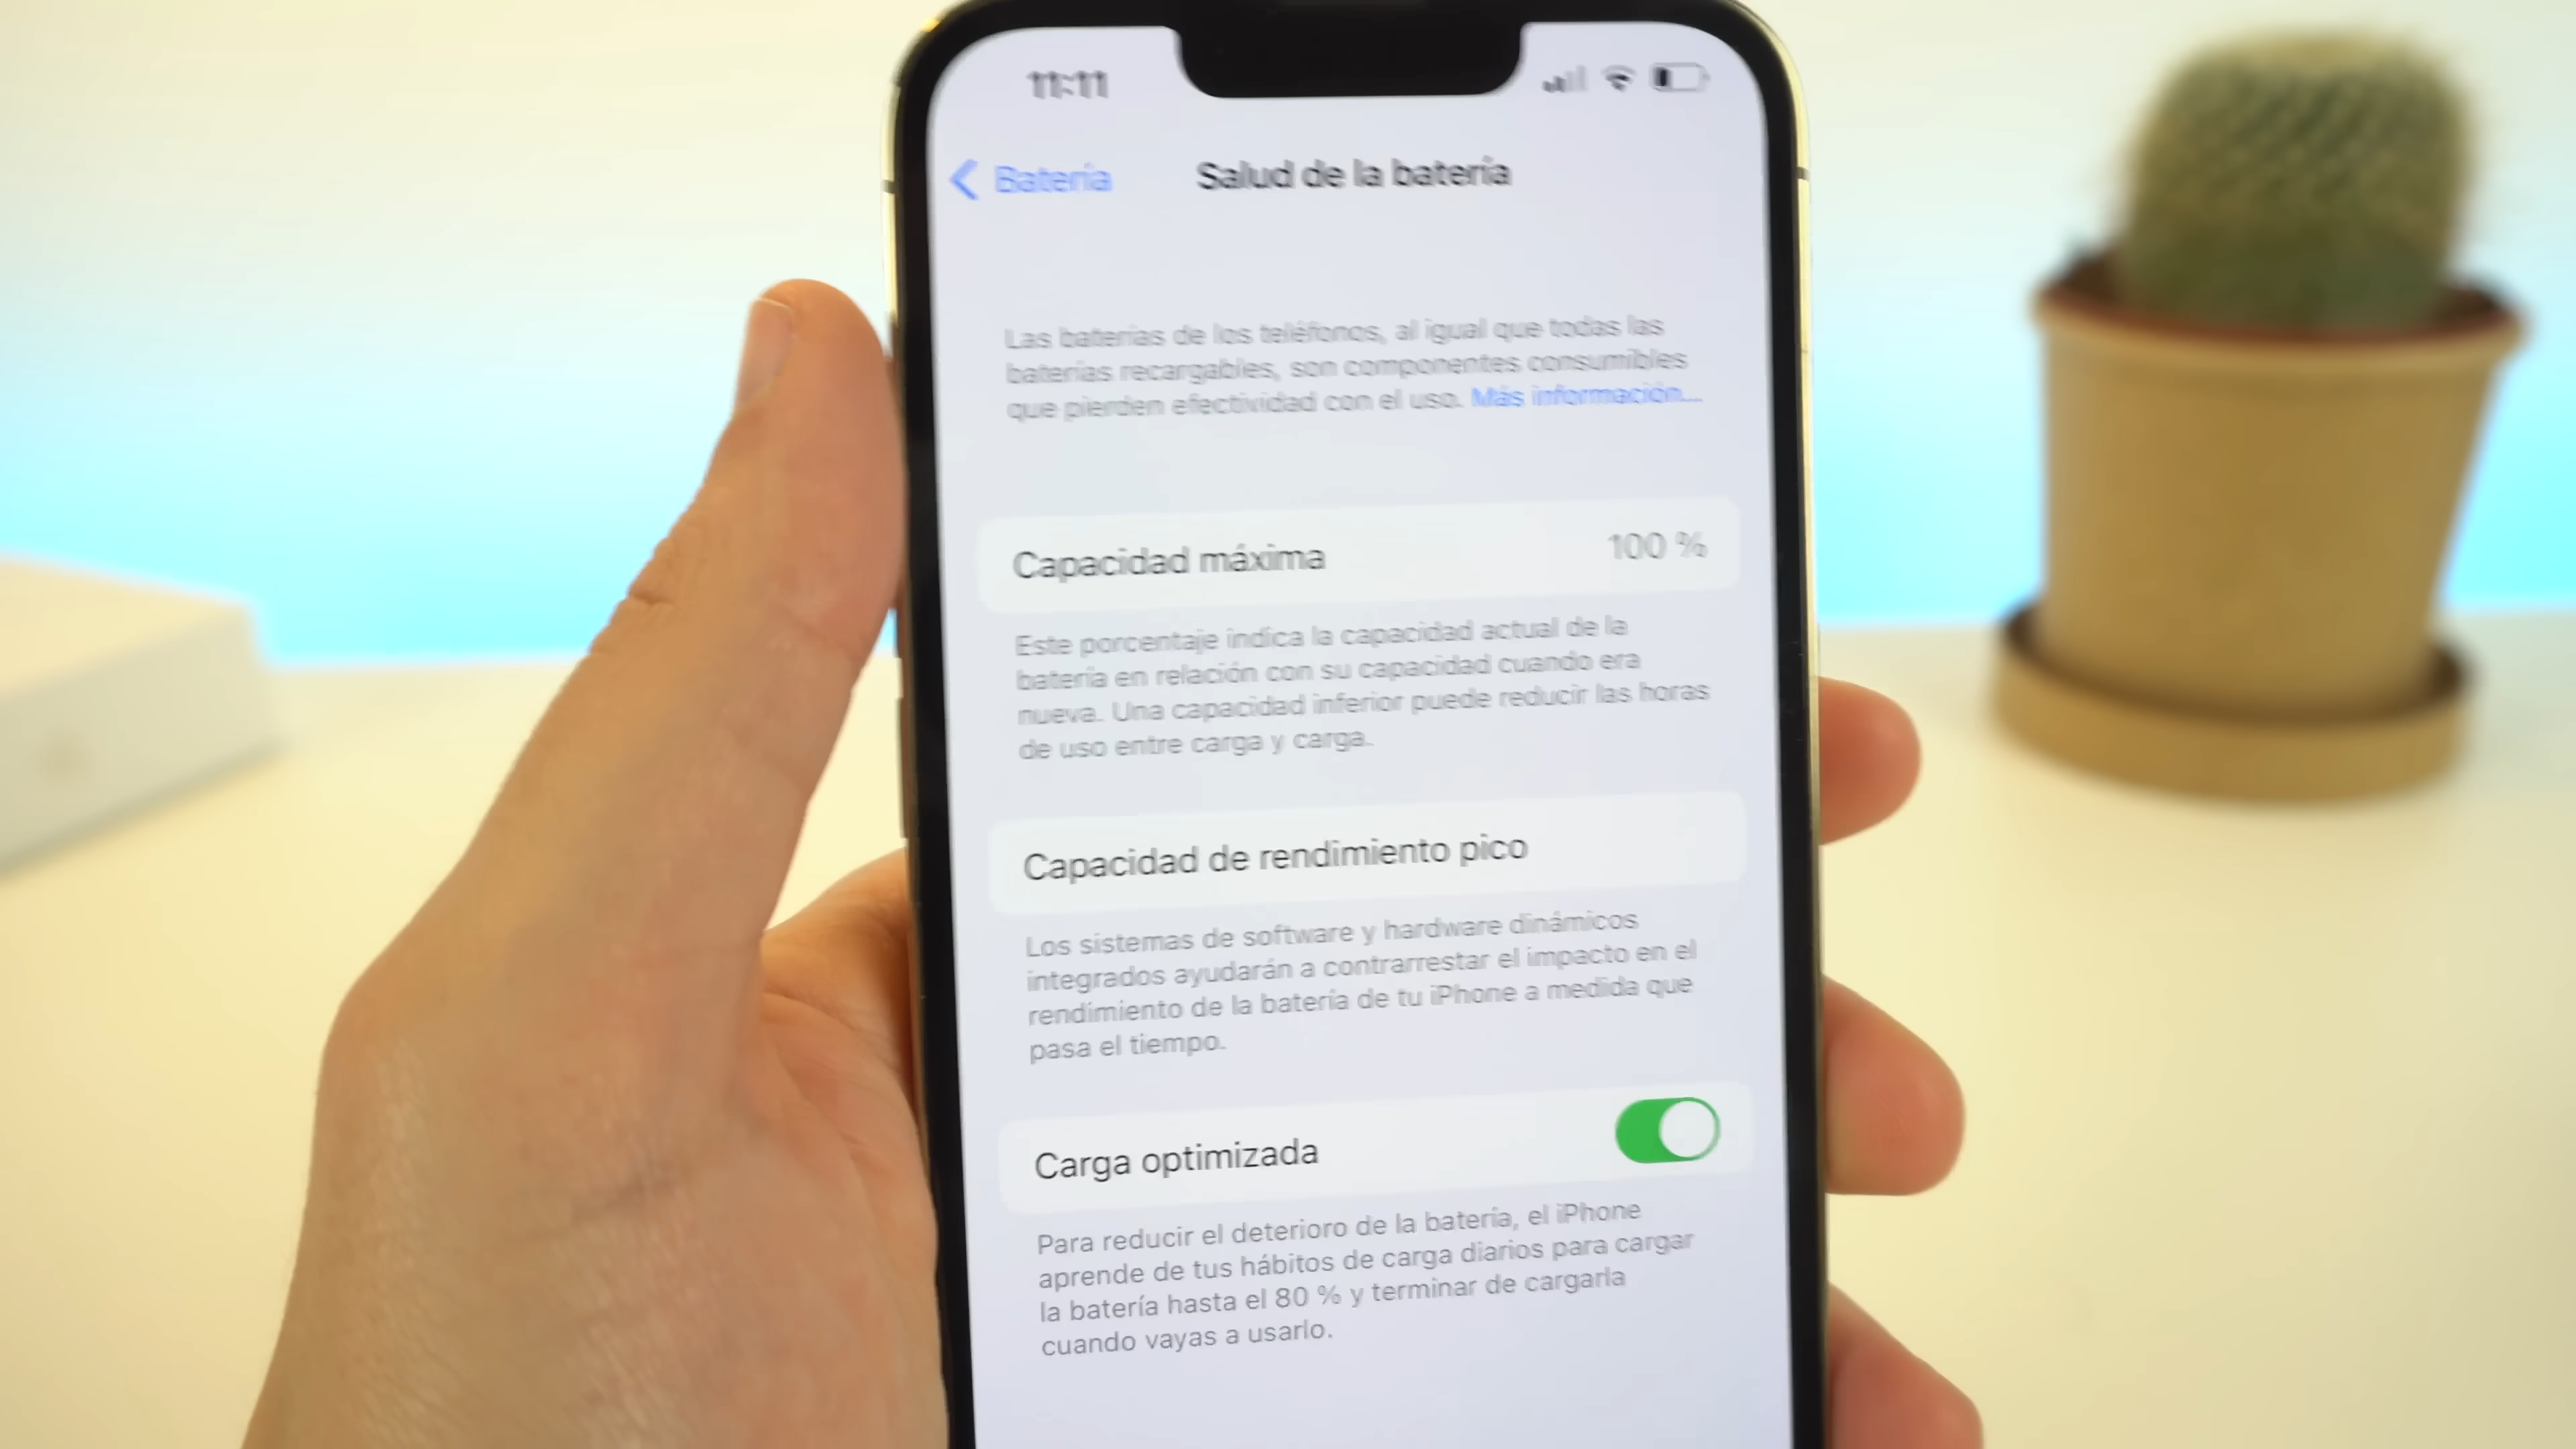 11:11
Batería
Salud de la batería
Las baterías de los teléfonos, al igual que todas las
baterías recargables, son componentes consumibles
que pierden efectividad con el uso. Más información...
Capacidad máxima 100 %
Este porcentaje indica la capacidad actual de la
batería en relación con su capacidad cuando era
nueva. Una capacidad inferior puede reducir las horas
de uso entre carga y carga.
Capacidad de rendimiento pico
Los sistemas de software y hardware dinámicos
integrados ayudarán a contrarrestar el impacto en el
rendimiento de la batería de tu iPhone a medida que
pasa el tiempo.
Carga optimizada
Para reducir el deterioro de la batería, el iPhone
aprende de tus hábitos de carga diarios para cargar
la batería hasta el 80 % y terminar de cargarla
cuando vayas a usarlo.